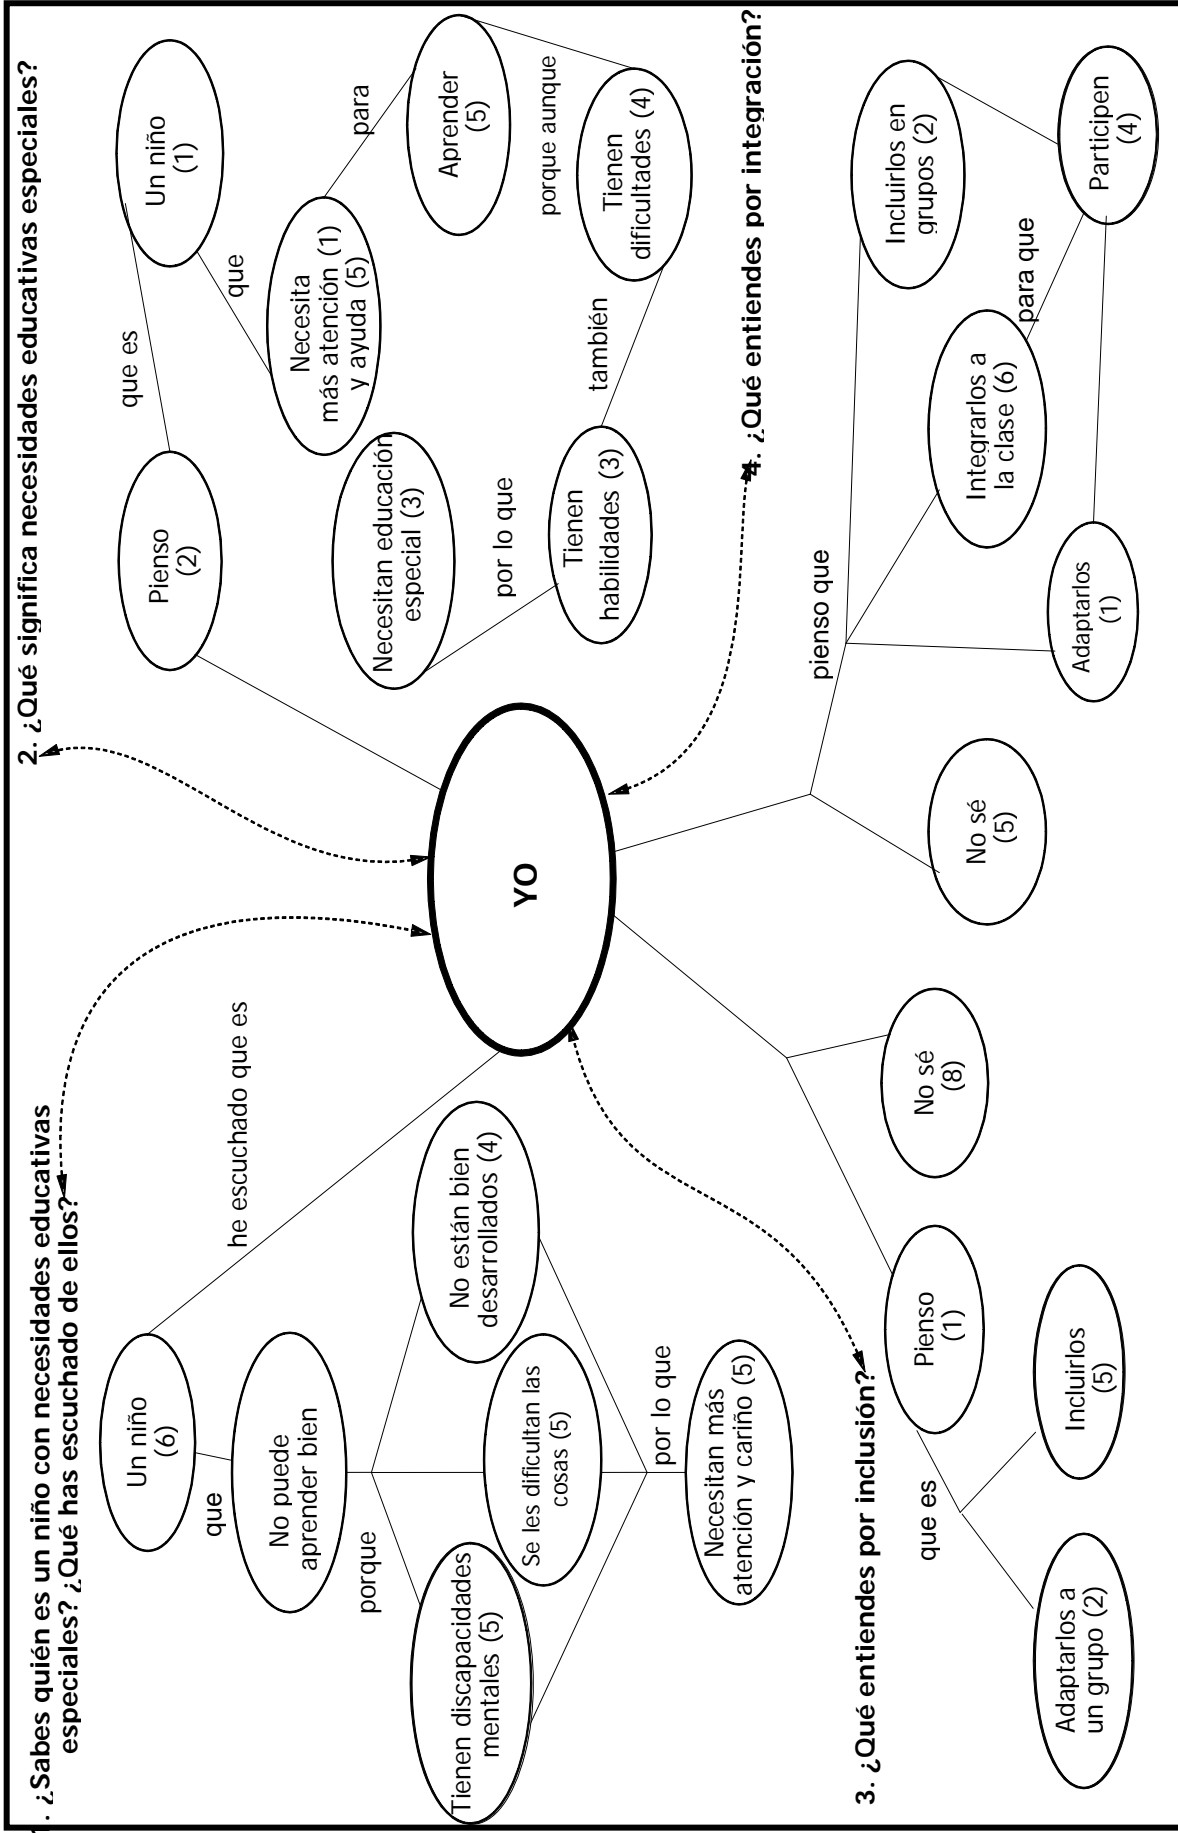 1. ¿Sabes quién es un niño con necesidades educativas
especiales? ¿Qué has escuchado de ellos?
he escuchado que es
Un niño
(6)
que
No puede
aprender bien
porque
Tienen discapacidades
mentales (5)
Se les dificultan las
cosas (5)
No están bien
desarrollados (4)
por lo que
Necesitan más
atención y cariño (5)
2. ¿Qué significa necesidades educativas especiales?
Pienso
(2)
que es
Un niño
(1)
que
Necesita
más atención (1)
y ayuda (5)
para
Aprender
(5)
porque aunque
Tienen
dificultades (4)
también
Tienen
habilidades (3)
por lo que
Necesitan educación
especial (3)
YO
3. ¿Qué entiendes por inclusión?
No sé
(8)
Pienso
(1)
que es
Adaptarlos a
un grupo (2)
Incluirlos
(5)
4. ¿Qué entiendes por integración?
No sé
(5)
pienso que
Adaptarlos
(1)
Integrarlos a
la clase (6)
Incluirlos en
grupos (2)
para que
Participen
(4)